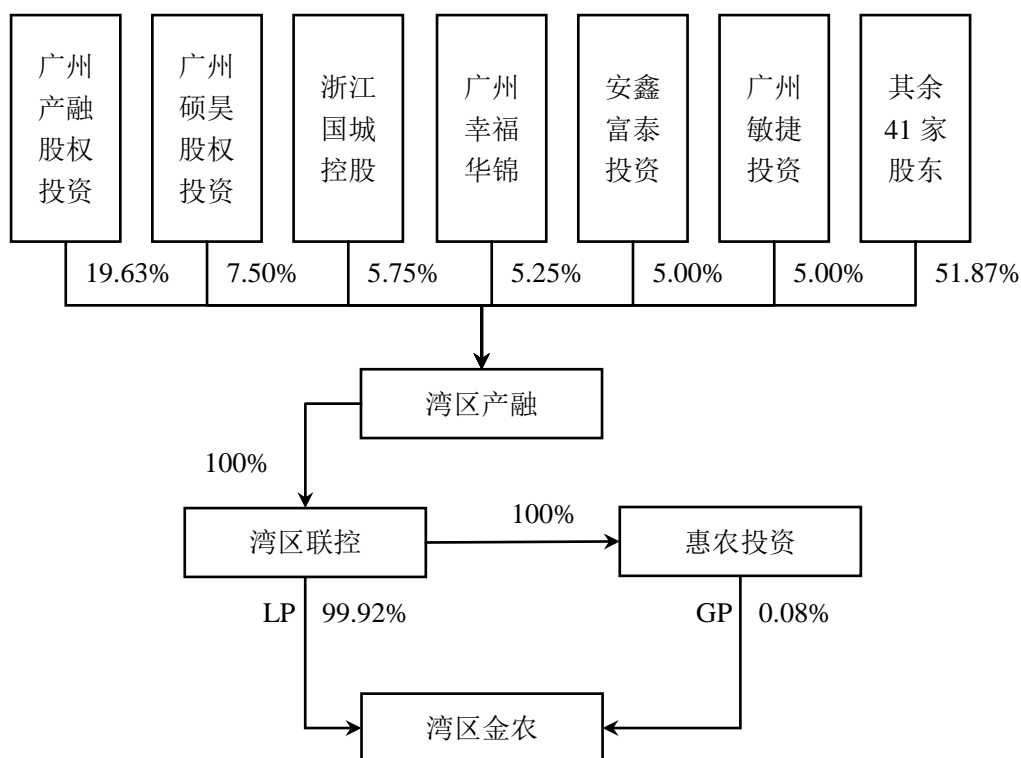 广州
产融
股权
投资
广州
硕昊
股权
投资
浙江
国城
控股
广州
幸福
华锦
安鑫
富泰
投资
广州
敏捷
投资
其余
41 家
股东
19.63%
7.50%
5.75%
5.25%
5.00%
5.00%
51.87%
湾区产融
100%
湾区联控
100%
惠农投资
LP 99.92%
GP 0.08%
湾区金农